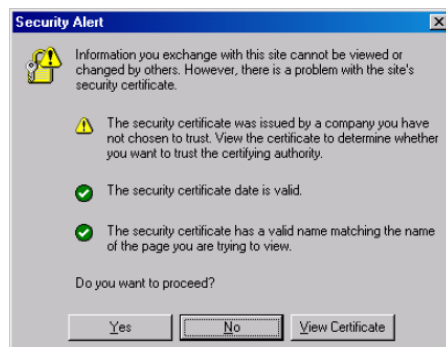 Security Alert
Information you exchange with this site cannot be viewed or
changed by others. However, there is a problem with the site's
security certificate.
The security certificate was issued by a company you have
not chosen to trust. View the certificate to determine whether
you want to trust the certifying authority.
The security certificate date is valid.
The security certificate has a valid name matching the name
of the page you are trying to view.
Do you want to proceed?
Yes No View Certificate